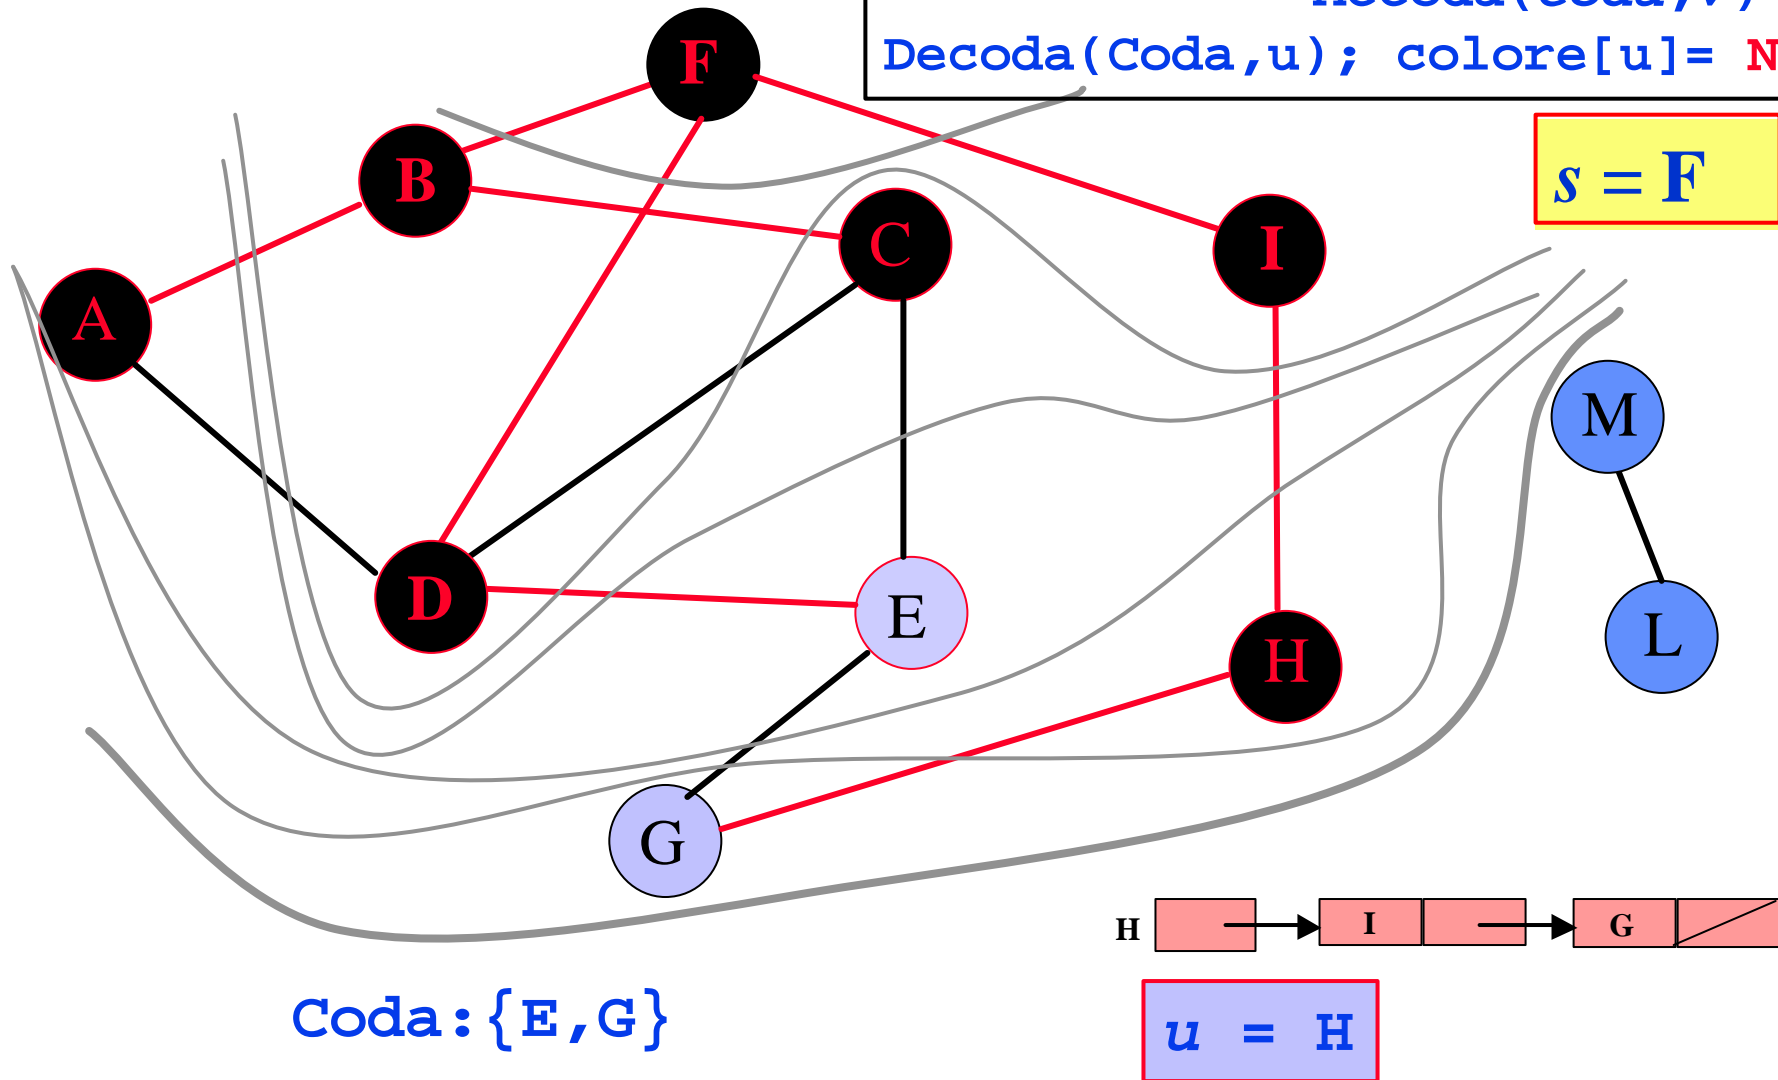 Decoda(Coda,u); colore[u]= N
F
B
s = F
C
I
A
M
D
E
L
H
G
H I G
Coda:{E,G}
u = H